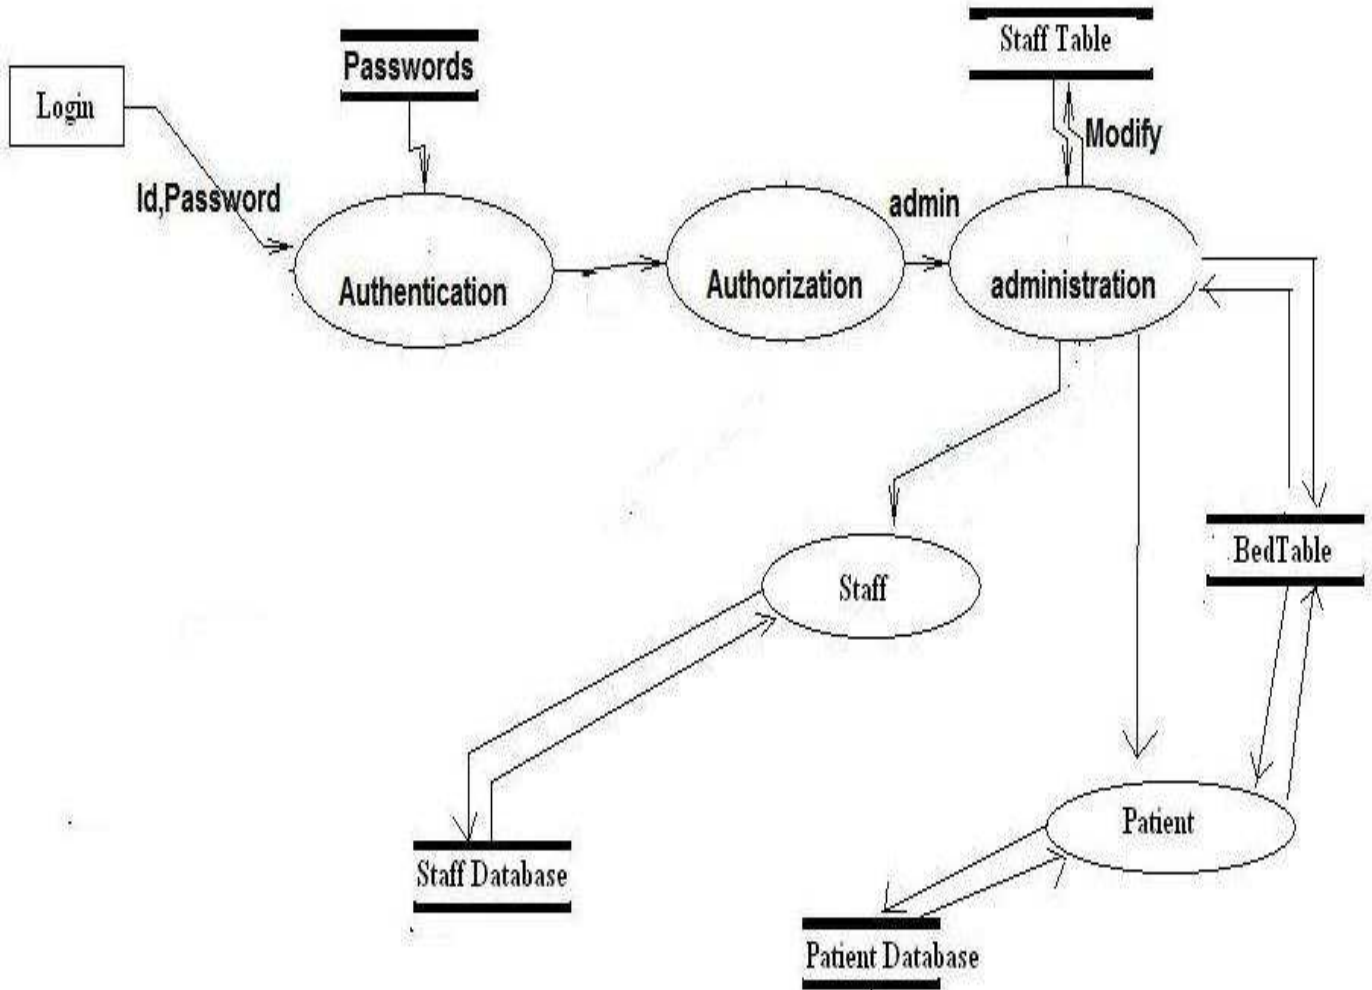 Staff Table
Passwords
Login
Modify
Id,Password
admin
Authentication
Authorization
administration
BedTable
Staff
Patient
Staff Database
Patient Database